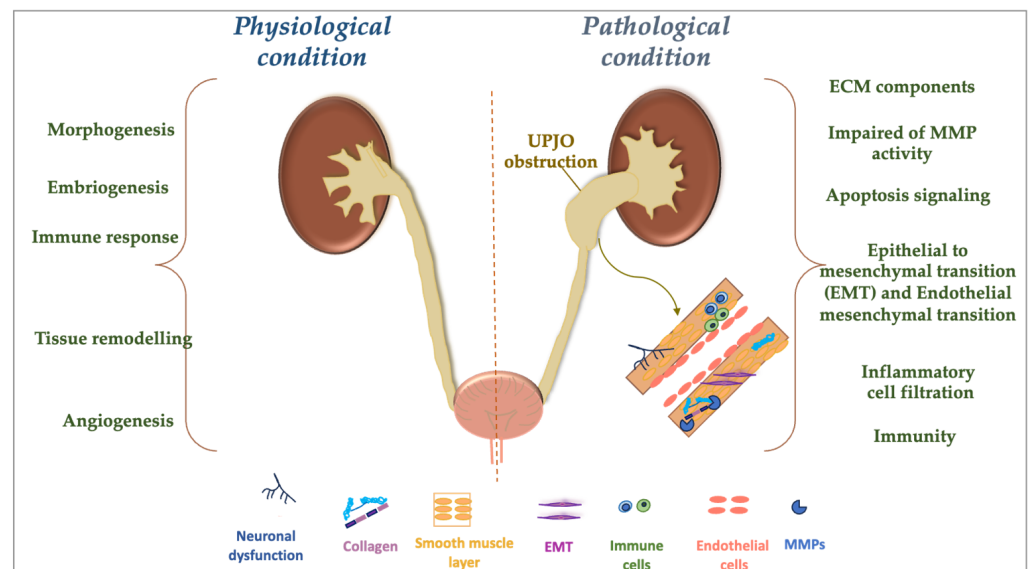 Physiological
condition
Pathological
condition
Morphogenesis
Embriogenesis
Immune response
Tissue remodelling
Angiogenesis
UPJO
obstruction
ECM components
Impaired of MMP
activity
Apoptosis signaling
Epithelial to
mesenchymal transition
(EMT) and Endothelial
mesenchymal transition
Inflammatory
cell filtration
Immunity
Neuronal
dysfunction
Collagen
Smooth muscle
layer
EMT
Immune
cells
Endothelial
cells
MMPs